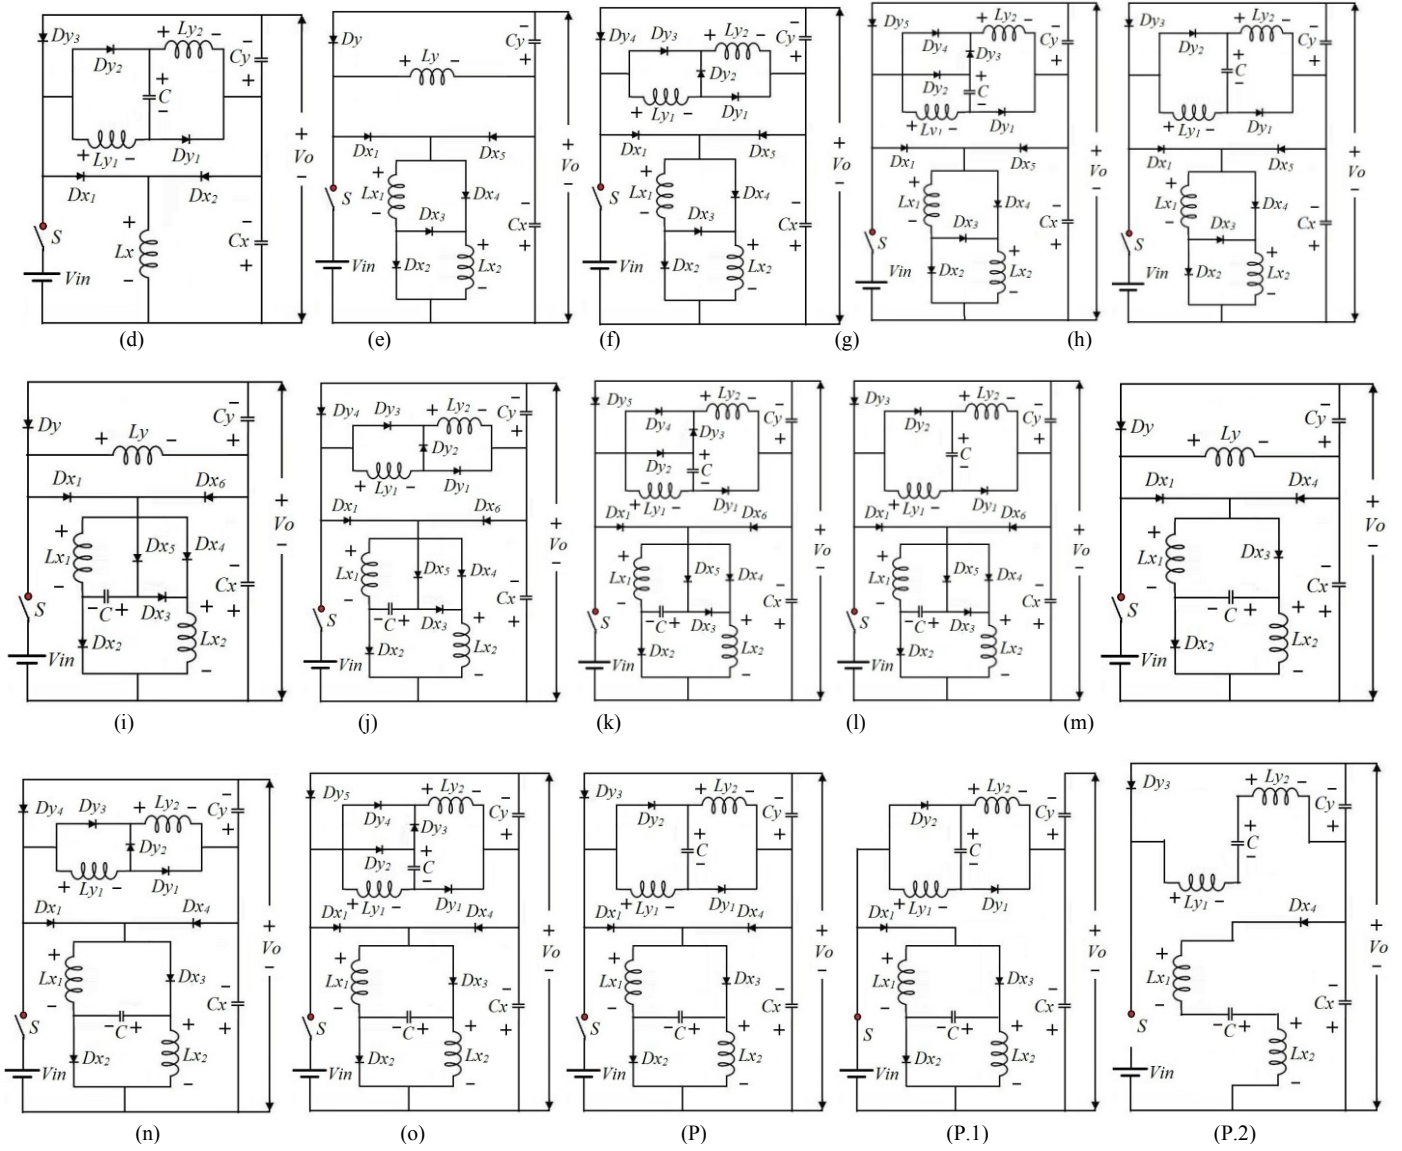 Dy3 + Ly2 − − Cy + Dy2 + C − + Ly1 − Dy1 Dx1 Dx2 + Lx − − Cx + S Vin + Vo −
(d)
Dy + Ly − − Cy + Dx1 Dx5 + Lx1 − Dx4 Dx3 Dx2 + Lx2 − − Cx + S Vin + Vo −
(e)
Dy4 Dy3 + Ly2 − − Cy + Dy2 + Ly1 − Dy1 Dx1 Dx5 + Lx1 − Dx4 Dx3 Dx2 + Lx2 − − Cx + S Vin + Vo −
(f)
Dy5 + Ly2 − − Cy + Dy4 Dy3 Dy2 + C − + Ly1 − Dy1 Dx1 Dx5 + Lx1 − Dx4 Dx3 Dx2 + Lx2 − − Cx + S Vin + Vo −
(g)
Dy3 + Ly2 − − Cy + Dy2 + C − + Ly1 − Dy1 Dx1 Dx5 + Lx1 − Dx4 Dx3 Dx2 + Lx2 − − Cx + S Vin + Vo −
(h)
Dy + Ly − − Cy + Dx1 Dx6 + Lx1 − Dx5 Dx4 − C + Dx3 Dx2 + Lx2 − − Cx + S Vin + Vo −
(i)
Dy4 Dy3 + Ly2 − − Cy + Dy2 + Ly1 − Dy1 Dx1 Dx6 + Lx1 − Dx5 Dx4 − C + Dx3 Dx2 + Lx2 − − Cx + S Vin + Vo −
(j)
Dy5 + Ly2 − − Cy + Dy4 Dy3 Dy2 + C − + Ly1 − Dy1 Dx1 Dx6 + Lx1 − Dx5 Dx4 − C + Dx3 Dx2 + Lx2 − − Cx + S Vin + Vo −
(k)
Dy3 + Ly2 − − Cy + Dy2 + C − + Ly1 − Dy1 Dx1 Dx6 + Lx1 − Dx5 Dx4 − C + Dx3 Dx2 + Lx2 − − Cx + S Vin + Vo −
(l)
Dy + Ly − − Cy + Dx1 Dx4 + Lx1 − Dx3 − C + Dx2 + Lx2 − − Cx + S Vin + Vo −
(m)
Dy4 Dy3 + Ly2 − − Cy + Dy2 + Ly1 − Dy1 Dx1 Dx4 + Lx1 − Dx3 − C + Dx2 + Lx2 − − Cx + S Vin + Vo −
(n)
Dy5 + Ly2 − − Cy + Dy4 Dy3 Dy2 + C − + Ly1 − Dy1 Dx1 Dx4 + Lx1 − Dx3 − C + Dx2 + Lx2 − − Cx + S Vin + Vo −
(o)
Dy3 + Ly2 − − Cy + Dy2 + C − + Ly1 − Dy1 Dx1 Dx4 + Lx1 − Dx3 − C + Dx2 + Lx2 − − Cx + S Vin + Vo −
(P)
+ Ly2 − − Cy + Dy2 + C − + Ly1 − Dy1 Dx1 + Lx1 − Dx3 − C + Dx2 + Lx2 − − Cx + S Vin + Vo −
(P.1)
Dy3 + Ly2 − − Cy + + C − + Ly1 − Dx4 + Lx1 − − C + + Lx2 − − Cx + S Vin + Vo −
(P.2)